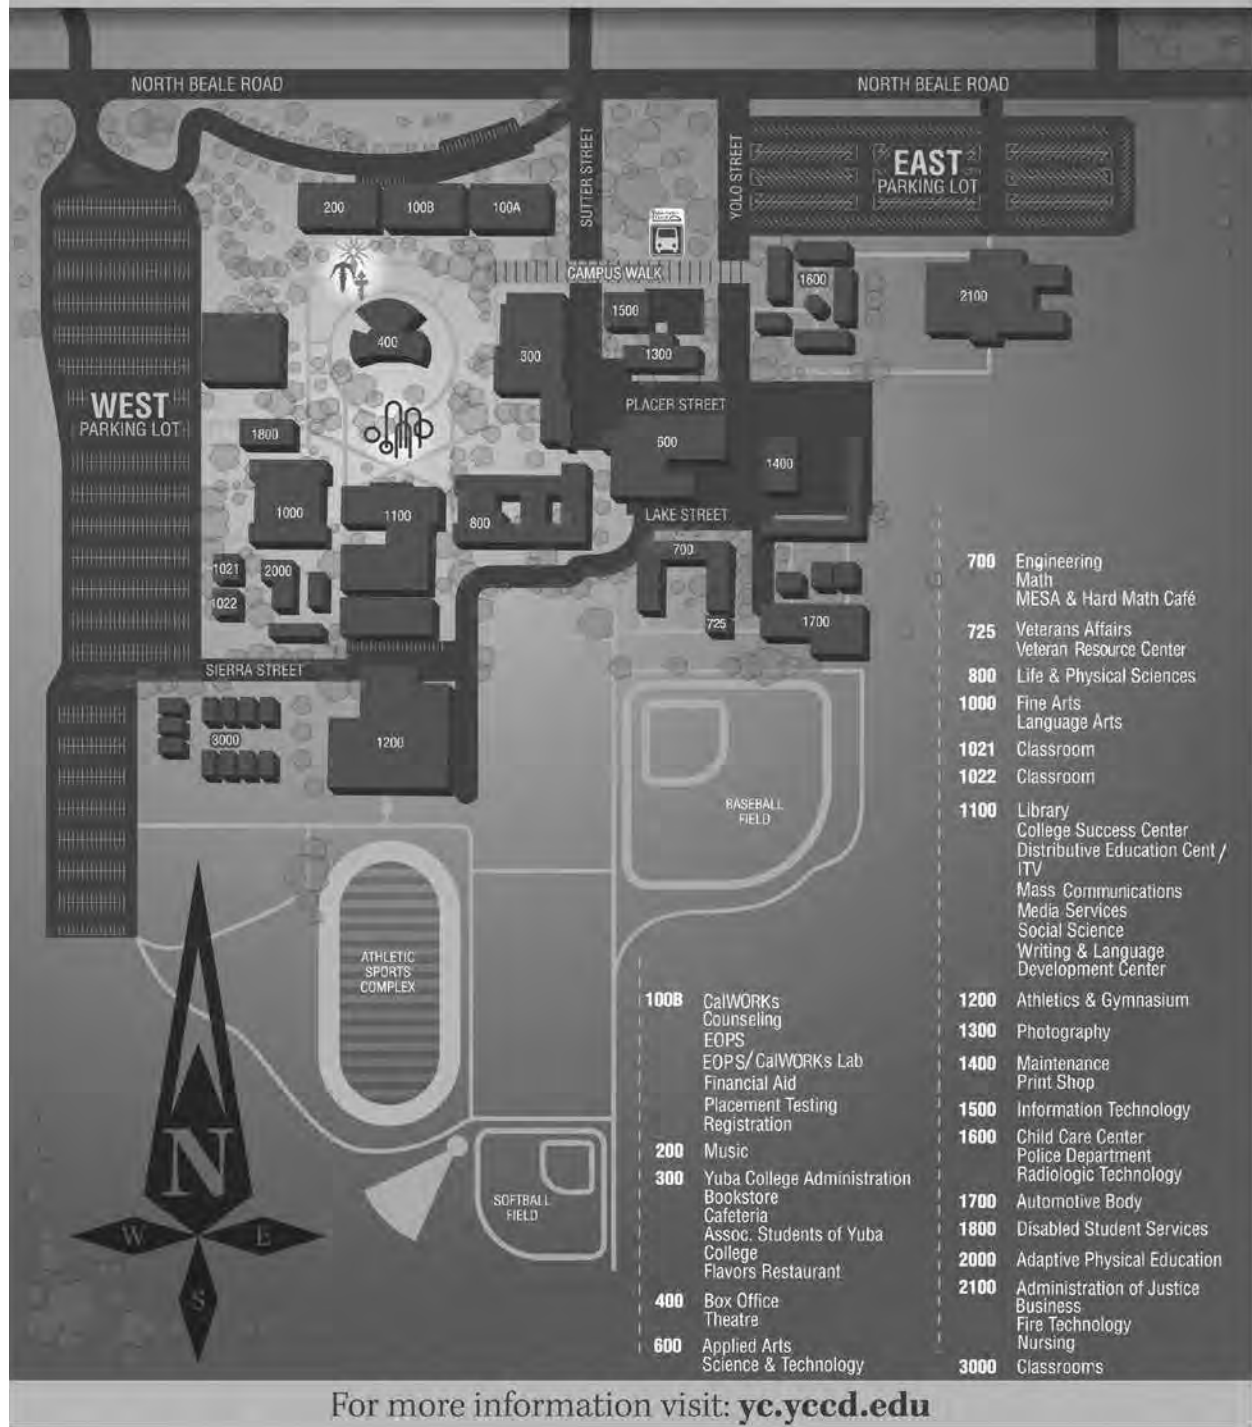 NORTH BEALE ROAD
NORTH BEALE ROAD
SUTTER STREET
YOLO STREET
EAST
PARKING LOT
200
100B
100A
CAMPUS WALK
1600
2100
1500
400
300
1300
WEST
PARKING LOT
PLACER STREET
1800
600
1400
1000
1100
800
LAKE STREET
700
1021
2000
1022
725
1700
SIERRA STREET
3000
1200
BASEBALL
FIELD
ATHLETIC
SPORTS
COMPLEX
SOFTBALL
FIELD
N
W
E
S
100B CalWORKs
Counseling
EOPS
EOPS/CalWORKs Lab
Financial Aid
Placement Testing
Registration
200 Music
300 Yuba College Administration
Bookstore
Cafeteria
Assoc. Students of Yuba
College
Flavors Restaurant
400 Box Office
Theatre
600 Applied Arts
Science & Technology
700 Engineering
Math
MESA & Hard Math Café
725 Veterans Affairs
Veteran Resource Center
800 Life & Physical Sciences
1000 Fine Arts
Language Arts
1021 Classroom
1022 Classroom
1100 Library
College Success Center
Distributive Education Cent/
ITV
Mass Communications
Media Services
Social Science
Writing & Language
Development Center
1200 Athletics & Gymnasium
1300 Photography
1400 Maintenance
Print Shop
1500 Information Technology
1600 Child Care Center
Police Department
Radiologic Technology
1700 Automotive Body
1800 Disabled Student Services
2000 Adaptive Physical Education
2100 Administration of Justice
Business
Fire Technology
Nursing
3000 Classrooms
For more information visit: yc.yccd.edu